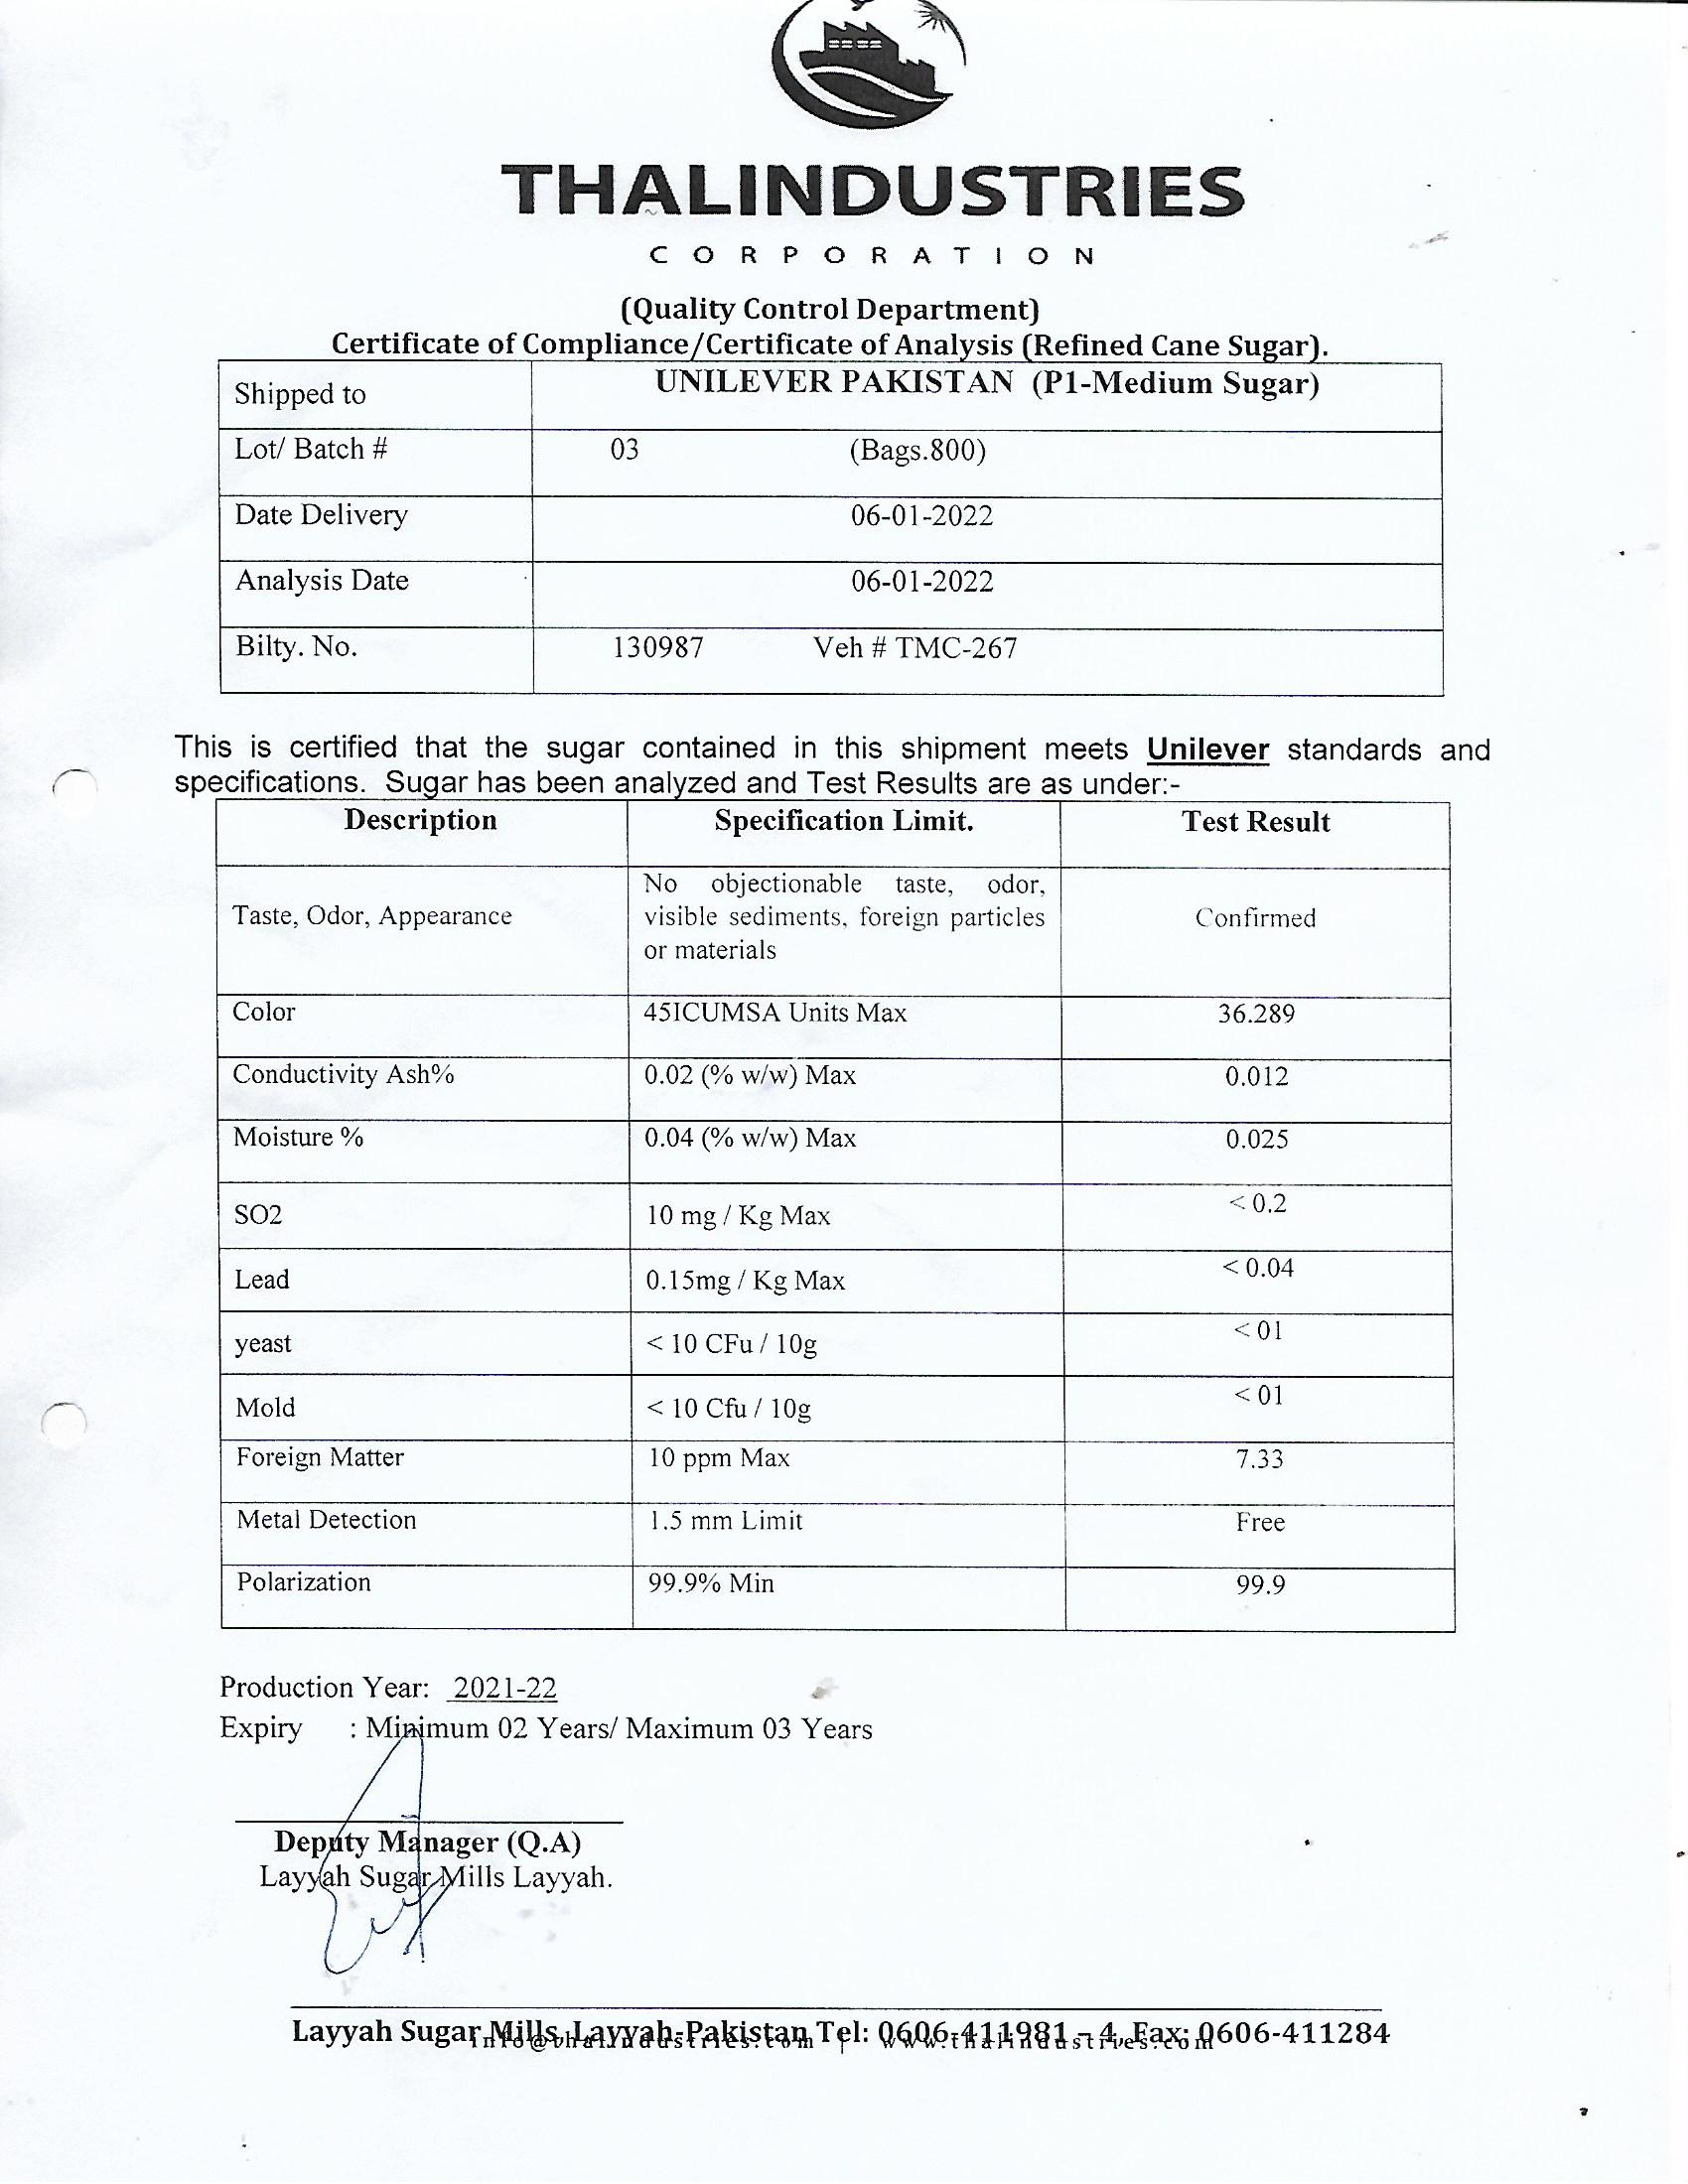 THALINDUSTRIES
CORPORATION
(Quality Control Department)
Certificate of Compliance/Certificate of Analysis (Refined Cane Sugar).
Shipped to UNILEVER PAKISTAN (P1-Medium Sugar)
Lot/ Batch # 03 (Bags.800)
Date Delivery 06-01-2022
Analysis Date 06-01-2022
Bilty. No. 130987 Veh # TMC-267
This is certified that the sugar contained in this shipment meets Unilever standards and
specifications. Sugar has been analyzed and Test Results are as under:-
Description Specification Limit. Test Result
No objectionable taste, odor,
Taste, Odor, Appearance visible sediments, foreign particles Confirmed
or materials
Color 45ICUMSA Units Max 36.289
Conductivity Ash% 0.02 (% w/w) Max 0.012
Moisture % 0.04 (% w/w) Max 0.025
SO2 10 mg / Kg Max < 0.2
Lead 0.15mg / Kg Max < 0.04
yeast < 10 CFu / 10g < 01
Mold < 10 Cfu / 10g < 01
Foreign Matter 10 ppm Max 7.33
Metal Detection 1.5 mm Limit Free
Polarization 99.9% Min 99.9
Production Year: 2021-22
Expiry : Minimum 02 Years/ Maximum 03 Years
Deputy Manager (Q.A)
Layyah Sugar Mills Layyah.
Layyah Sugar Mills, Layyah-Pakistan Tel: 0606-411981 – 4, Fax: 0606-411284
info@thalindustries.com | www.thalindustries.com